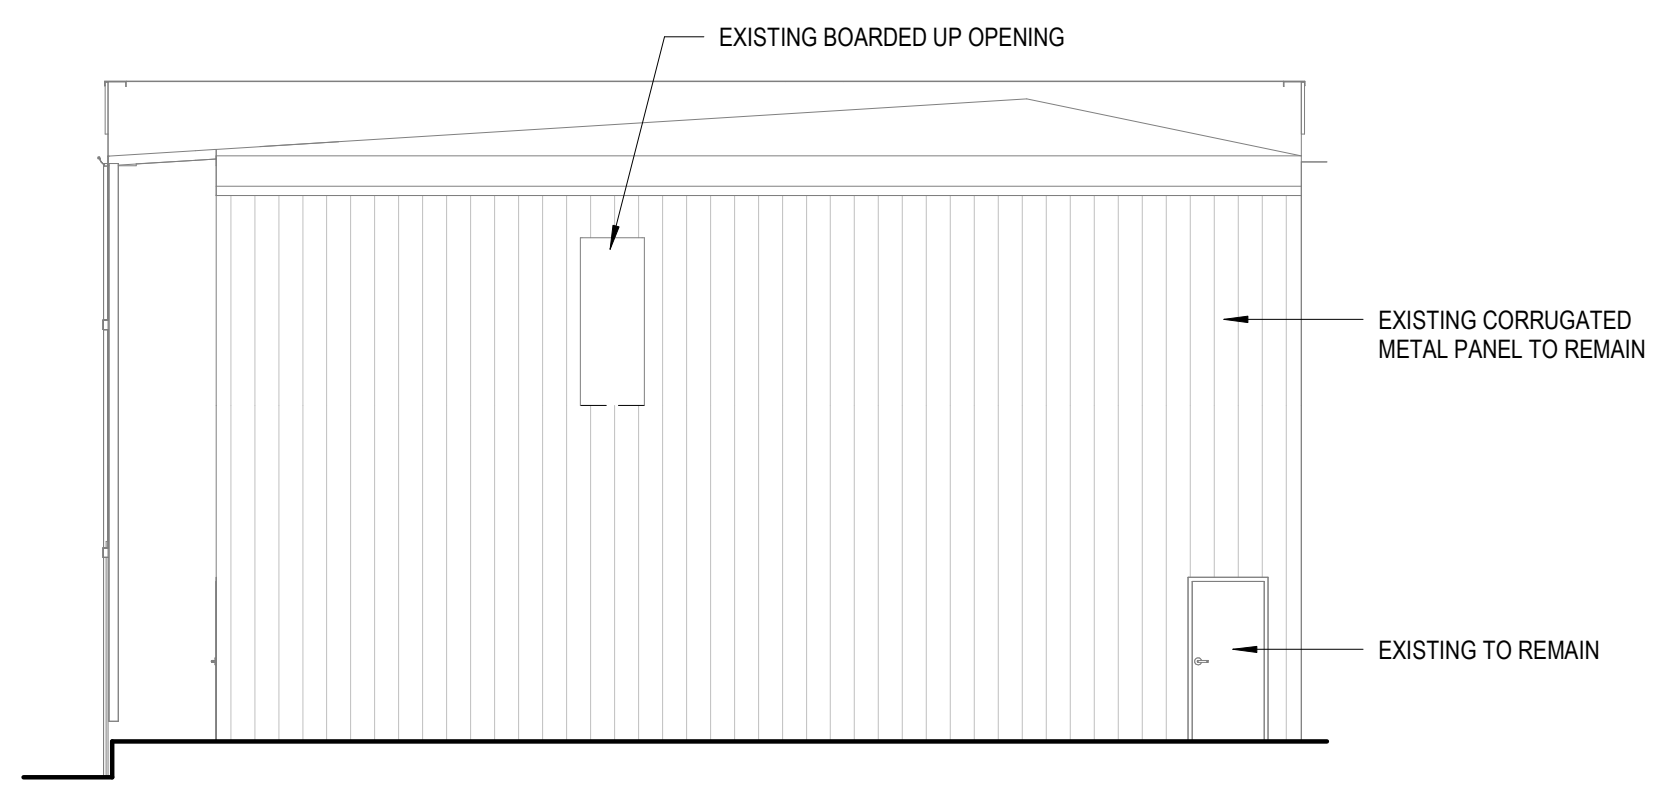 EXISTING BOARDED UP OPENING
EXISTING CORRUGATED
METAL PANEL TO REMAIN
EXISTING TO REMAIN